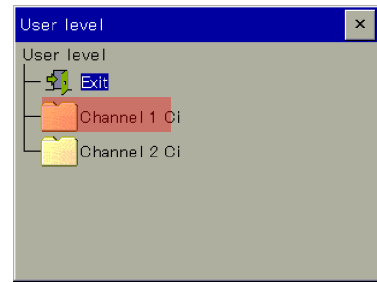 User level
×
User level
Exit
Channel 1 Ci
Channel 2 Ci